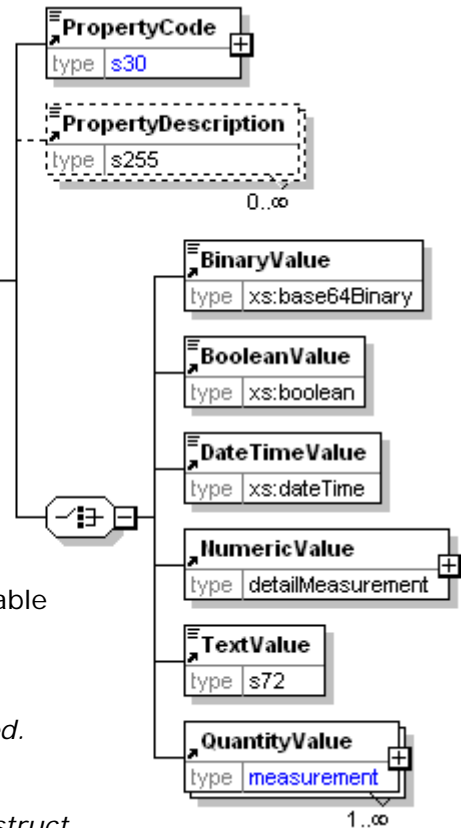 PropertyCode
type s30
PropertyDescription
type s255
0..∞
BinaryValue
type xs:base64Binary
BooleanValue
type xs:boolean
DateTimeValue
type xs:dateTime
NumericValue
type detailMeasurement
able
TextValue
type s72
d.
QuantityValue
type measurement
struct
1..∞